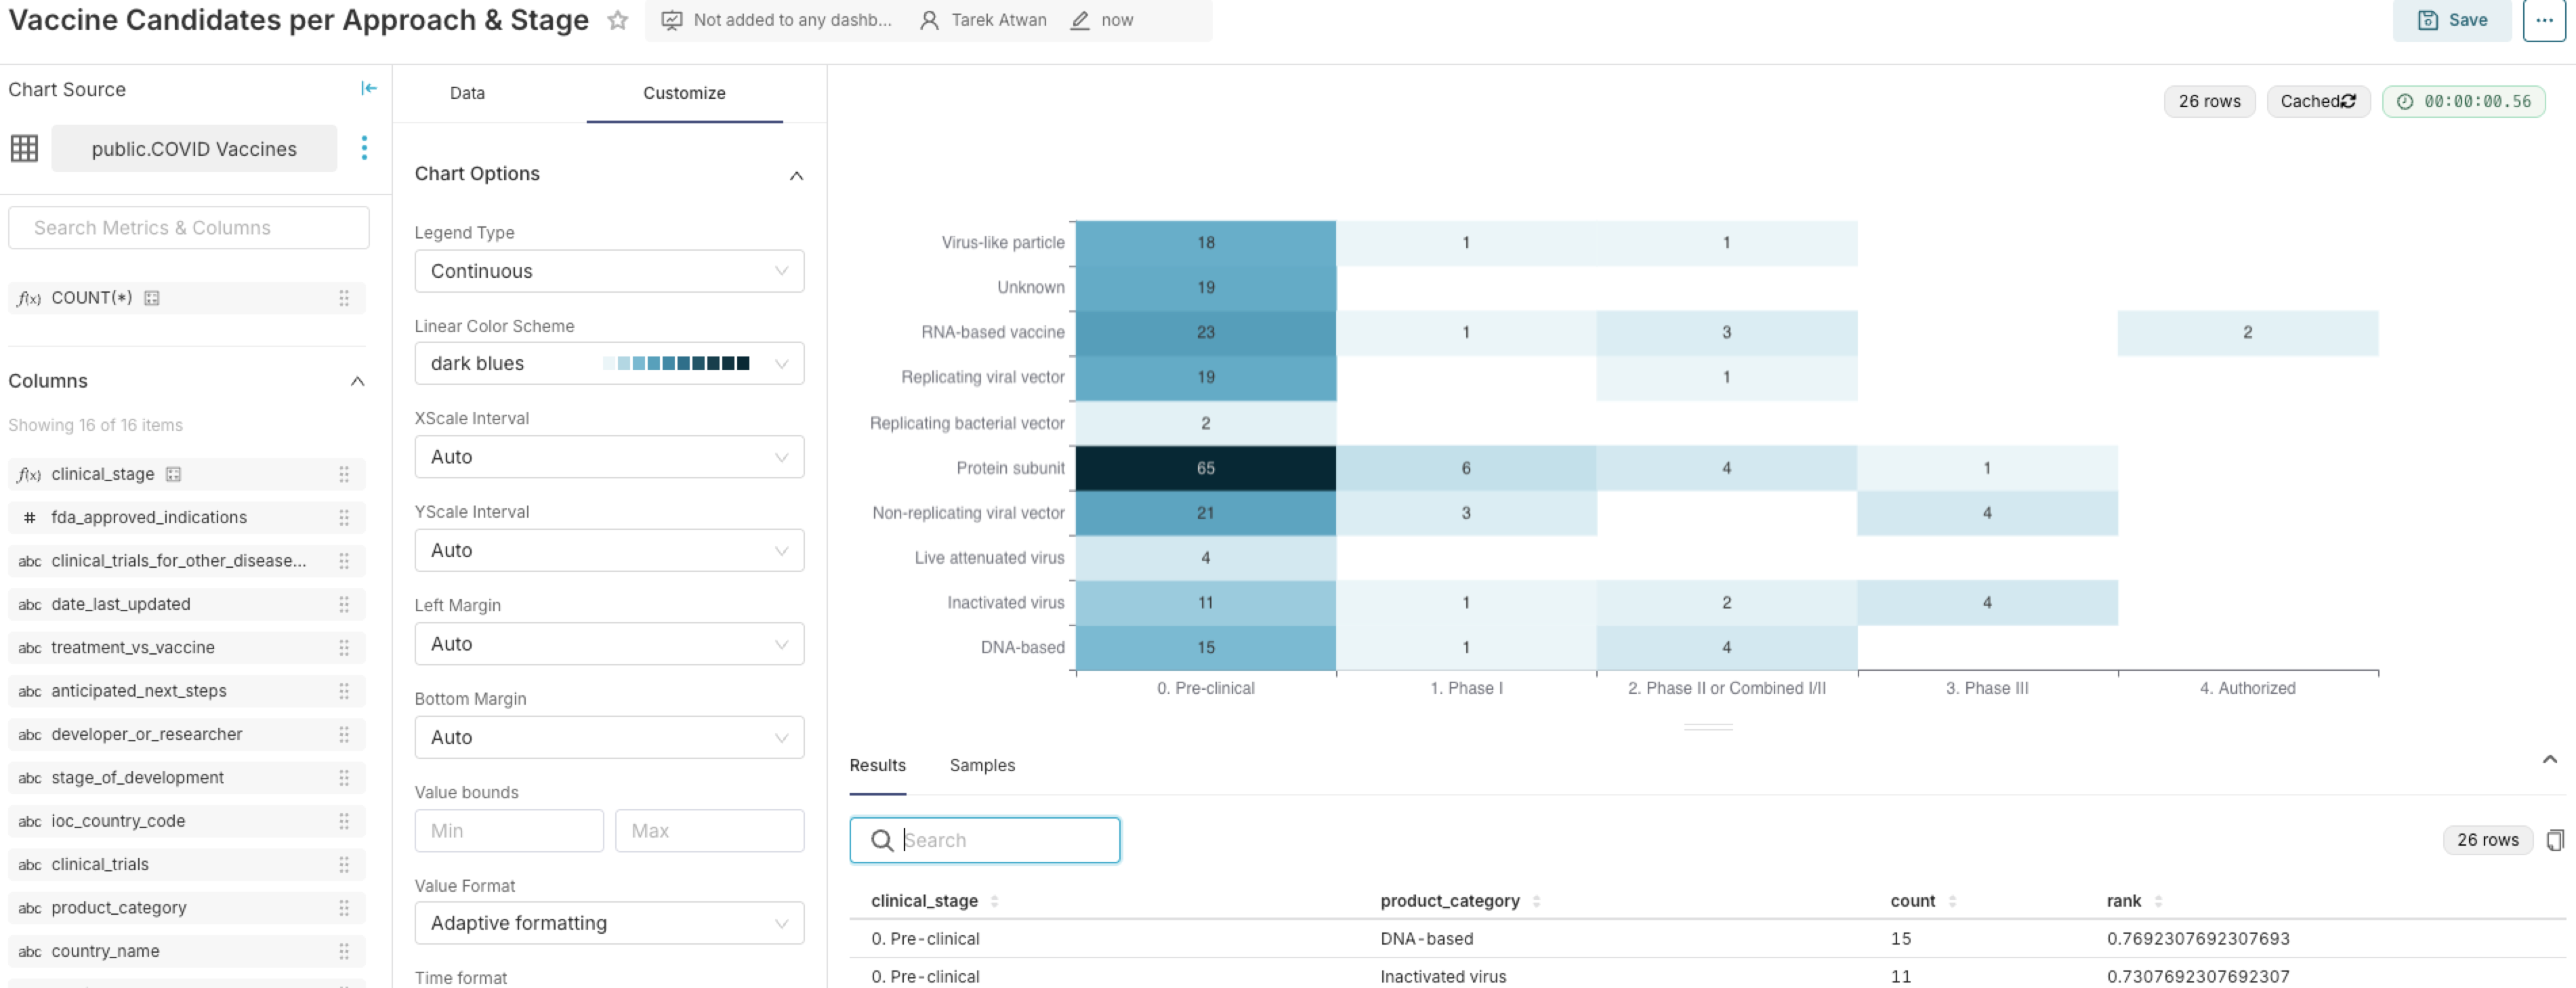 Vaccine Candidates per Approach & Stage
Not added to any dashb...
Tarek Atwan
now
Save
Chart Source
public.COVID Vaccines
Search Metrics & Columns
f(x) COUNT(*)
Columns
Showing 16 of 16 items
f(x) clinical_stage
# fda_approved_indications
abc clinical_trials_for_other_disease...
abc date_last_updated
abc treatment_vs_vaccine
abc anticipated_next_steps
abc developer_or_researcher
abc stage_of_development
abc ioc_country_code
abc clinical_trials
abc product_category
abc country_name
Data
Customize
Chart Options
Legend Type
Continuous
Linear Color Scheme
dark blues
XScale Interval
Auto
YScale Interval
Auto
Left Margin
Auto
Bottom Margin
Auto
Value bounds
Min
Max
Value Format
Adaptive formatting
Time format
26 rows
Cached
00:00:00.56
Virus-like particle 18 1 1
Unknown 19
RNA-based vaccine 23 1 3 2
Replicating viral vector 19 1
Replicating bacterial vector 2
Protein subunit 65 6 4 1
Non-replicating viral vector 21 3 4
Live attenuated virus 4
Inactivated virus 11 1 2 4
DNA-based 15 1 4
0. Pre-clinical 1. Phase I 2. Phase II or Combined I/II 3. Phase III 4. Authorized
Results
Samples
Search
26 rows
clinical_stage product_category count rank
0. Pre-clinical DNA-based 15 0.7692307692307693
0. Pre-clinical Inactivated virus 11 0.7307692307692307